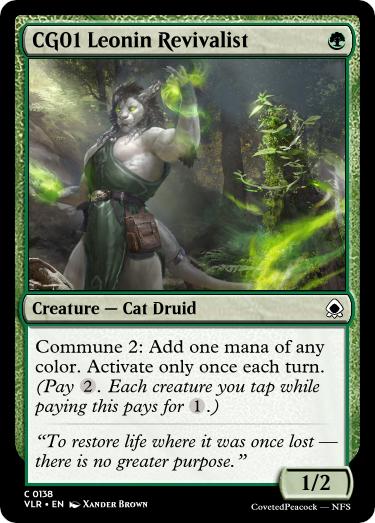 CG01 Leonin Revivalist
Creature — Cat Druid
Commune 2: Add one mana of any
color. Activate only once each turn.
(Pay 2. Each creature you tap while
paying this pays for 1.)
“To restore life where it was once lost —
there is no greater purpose.”
1/2
C 0138
VLR • EN Xander Brown
CovetedPeacock — NFS